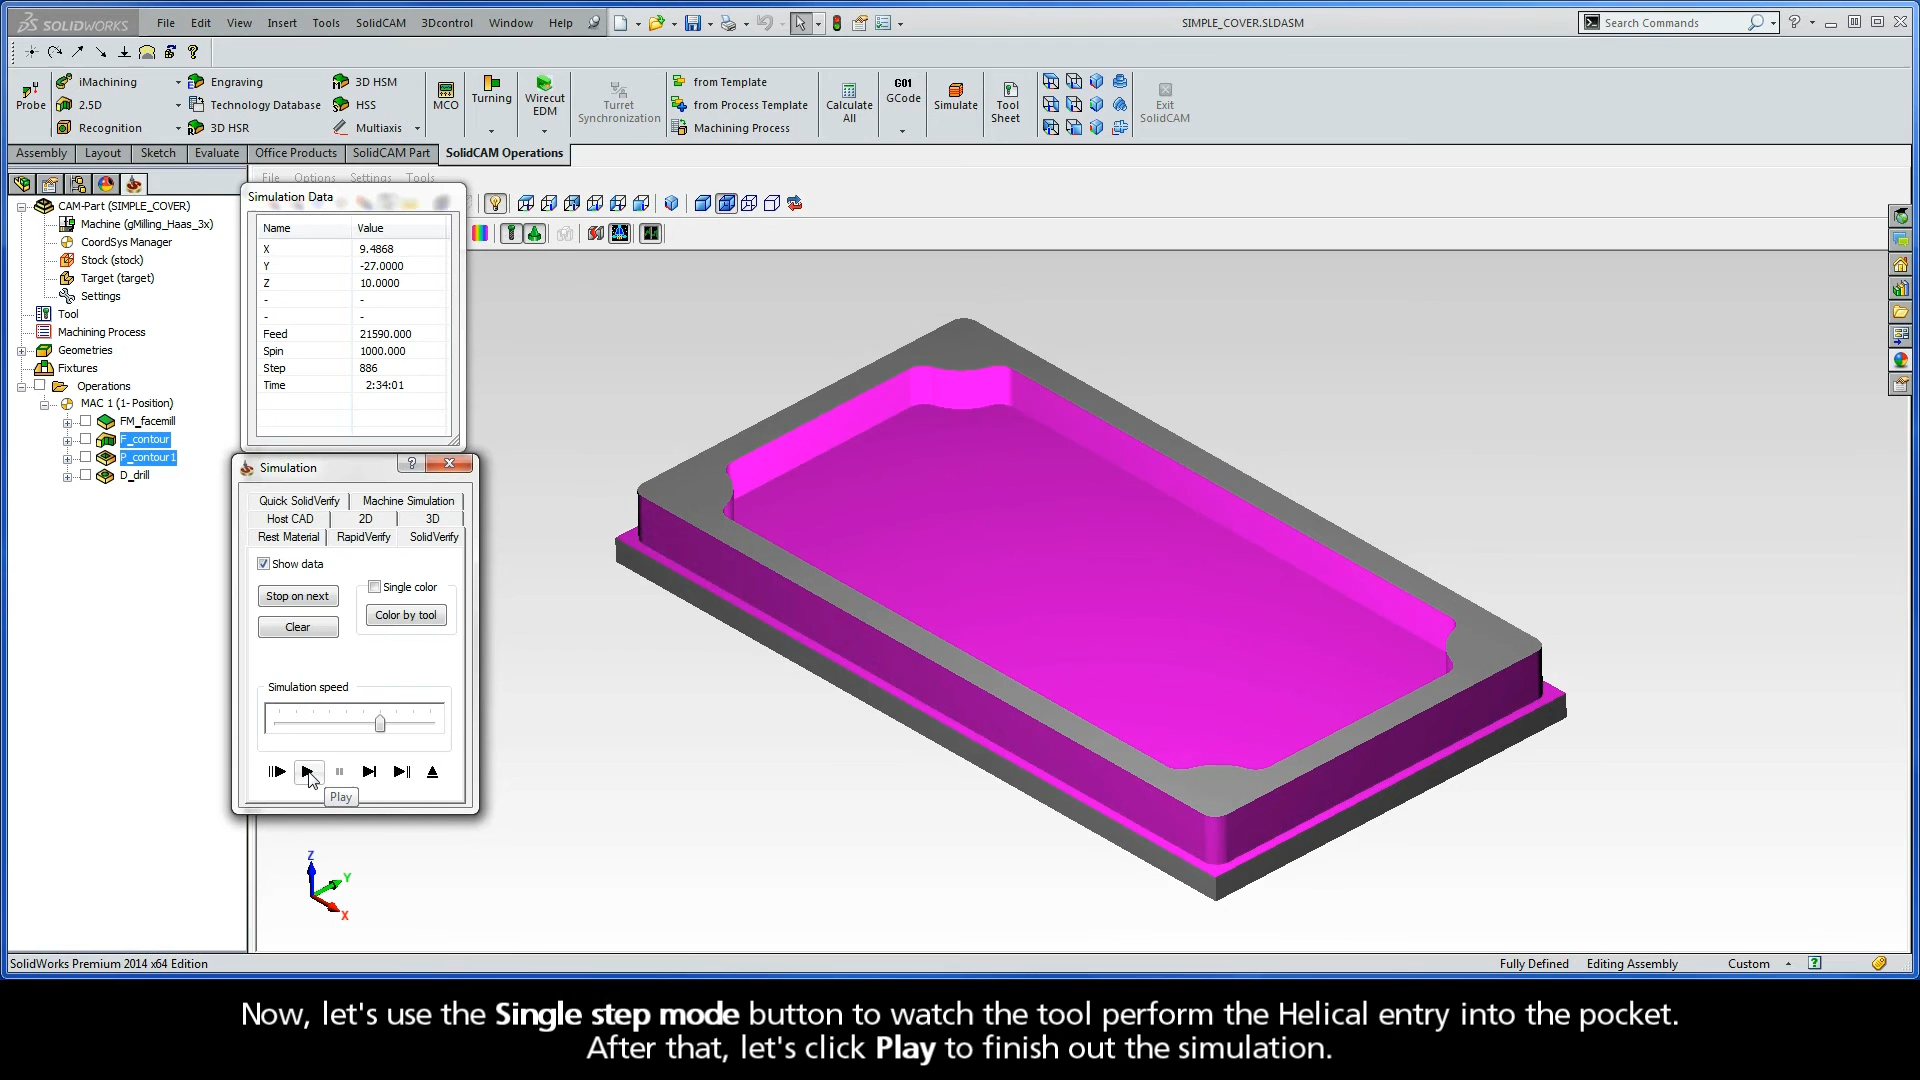 SOLIDWORKS File Edit View Insert Tools SolidCAM 3Dcontrol Window Help SIMPLE_COVER.SLDASM Search Commands
Probe
iMachining
2.5D
Recognition
Engraving
Technology Database
3D HSR
3D HSM
HSS
Multiaxis
MCO
Turning
Wirecut
EDM
Turret
Synchronization
from Template
from Process Template
Machining Process
Calculate
All
G01
GCode
Simulate
Tool
Sheet
Exit
SolidCAM
Assembly Layout Sketch Evaluate Office Products SolidCAM Part SolidCAM Operations
File Options Settings Tools
CAM-Part (SIMPLE_COVER)
Machine (gMilling_Haas_3x)
CoordSys Manager
Stock (stock)
Target (target)
Settings
Tool
Machining Process
Geometries
Fixtures
Operations
MAC 1 (1- Position)
FM_facemill
F_contour
P_contour1
D_drill
Simulation Data
Name Value
X 9.4868
Y -27.0000
Z 10.0000
- -
- -
Feed 21590.000
Spin 1000.000
Step 886
Time 2:34:01
Simulation
Quick SolidVerify Machine Simulation
Host CAD 2D 3D
Rest Material RapidVerify SolidVerify
Show data
Stop on next
Clear
Single color
Color by tool
Simulation speed
Play
Z
Y
X
SolidWorks Premium 2014 x64 Edition Fully Defined Editing Assembly Custom
Now, let's use the Single step mode button to watch the tool perform the Helical entry into the pocket.
After that, let's click Play to finish out the simulation.